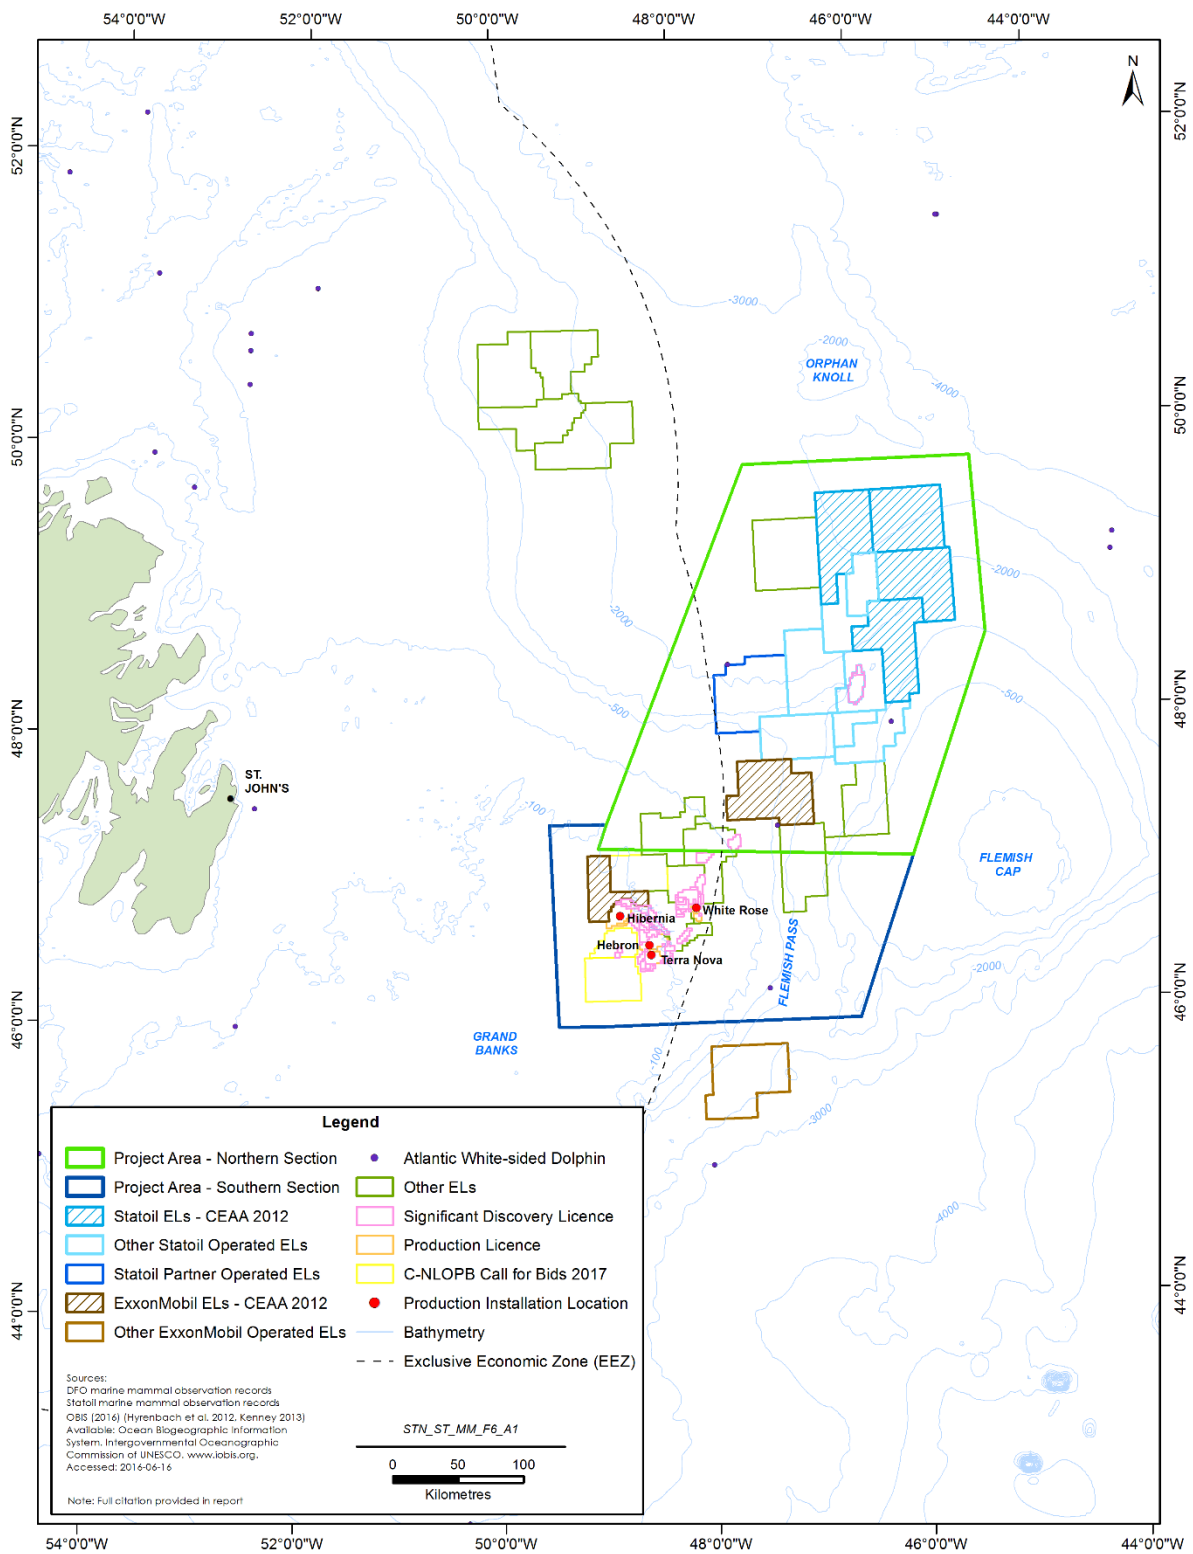 54°0'0"W 52°0'0"W 50°0'0"W 48°0'0"W 46°0'0"W 44°0'0"W
N
52°0'0"N
52°0'0"N
-3000
-2000
ORPHAN
KNOLL
-4000
50°0'0"N
50°0'0"N
-2000
-2000
-500
-500
48°0'0"N
48°0'0"N
ST.
JOHN'S
-100
FLEMISH
CAP
White Rose
Hibernia
Hebron
Terra Nova
FLEMISH PASS
-2000
46°0'0"N
46°0'0"N
GRAND
BANKS
-100
-3000
-4000
44°0'0"N
44°0'0"N
Legend
Project Area - Northern Section
Project Area - Southern Section
Statoil ELs - CEAA 2012
Other Statoil Operated ELs
Statoil Partner Operated ELs
ExxonMobil ELs - CEAA 2012
Other ExxonMobil Operated ELs
Atlantic White-sided Dolphin
Other ELs
Significant Discovery Licence
Production Licence
C-NLOPB Call for Bids 2017
Production Installation Location
Bathymetry
Exclusive Economic Zone (EEZ)
Sources:
DFO marine mammal observation records
Statoil marine mammal observation records
OBIS (2016) (Hyrenbach et al. 2012, Kenney 2013)
Available: Ocean Biogeographic Information
System. Intergovernmental Oceanographic
Commission of UNESCO. www.iobis.org.
Accessed: 2016-06-16
Note: Full citation provided in report
STN_ST_MM_F6_A1
0 50 100
Kilometres
54°0'0"W 52°0'0"W 50°0'0"W 48°0'0"W 46°0'0"W 44°0'0"W